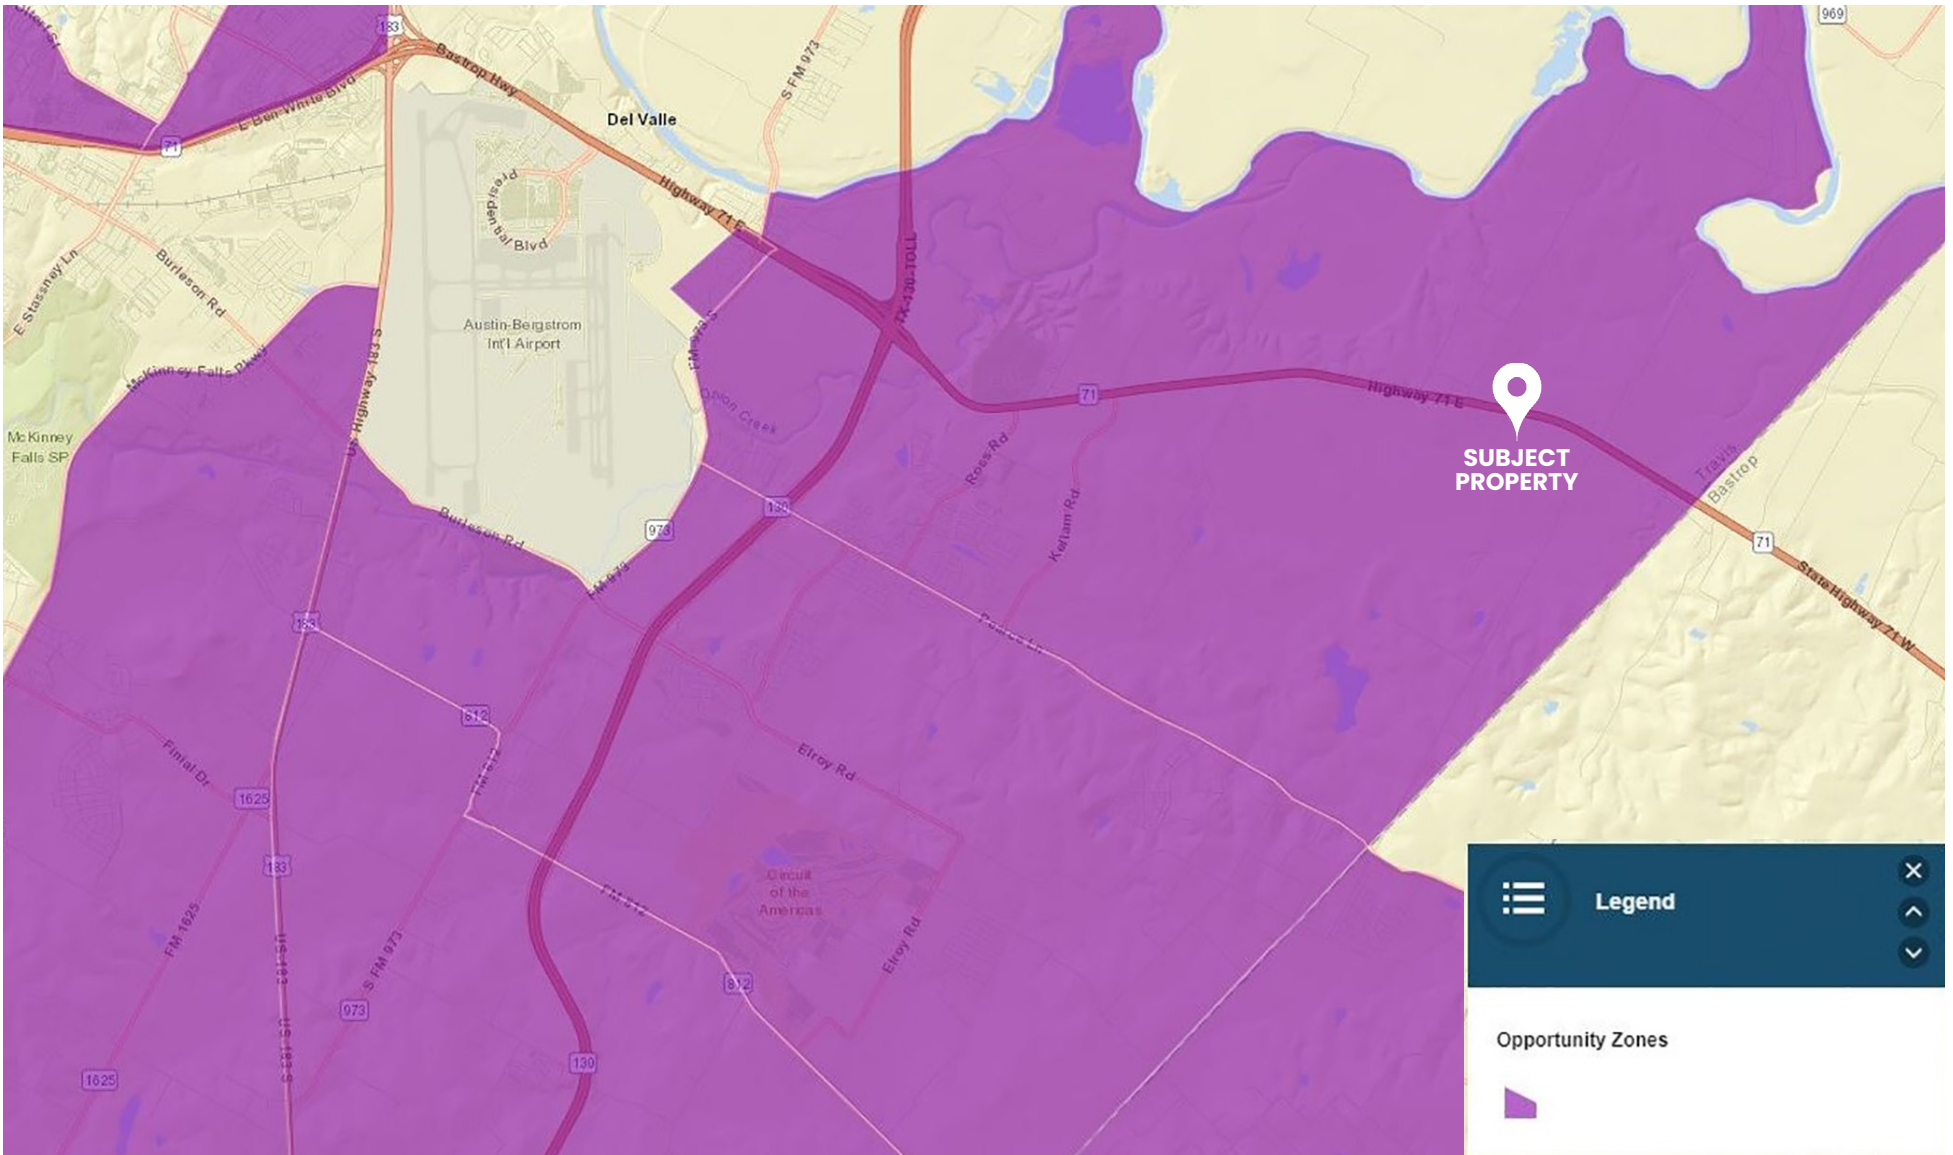 183
969
Bastrop Hwy
S FM 973
E Ben White Blvd
Del Valle
71
Presidential Blvd
Highway 71 E
E Stassney Ln
Burleson Rd
TX-130-TOLL
Austin-Bergstrom
Int'l Airport
US Highway 183 S
FM 973 S
McKinney Falls Pkwy
Onion Creek
71
Highway 71 E
McKinney
Falls SP
SUBJECT
PROPERTY
Ross Rd
Travis
Bastrop
Kellam Rd
130
Burleson Rd
973
71
FM 973
State Highway 71 W
183
Pearce Ln
812
FM 812
Finial Dr
Elroy Rd
1625
183
Circuit
of the
Americas
FM 812
Legend
FM 1625
US-183
S FM 973
Elroy Rd
812
973
US-183 S
Opportunity Zones
130
1625